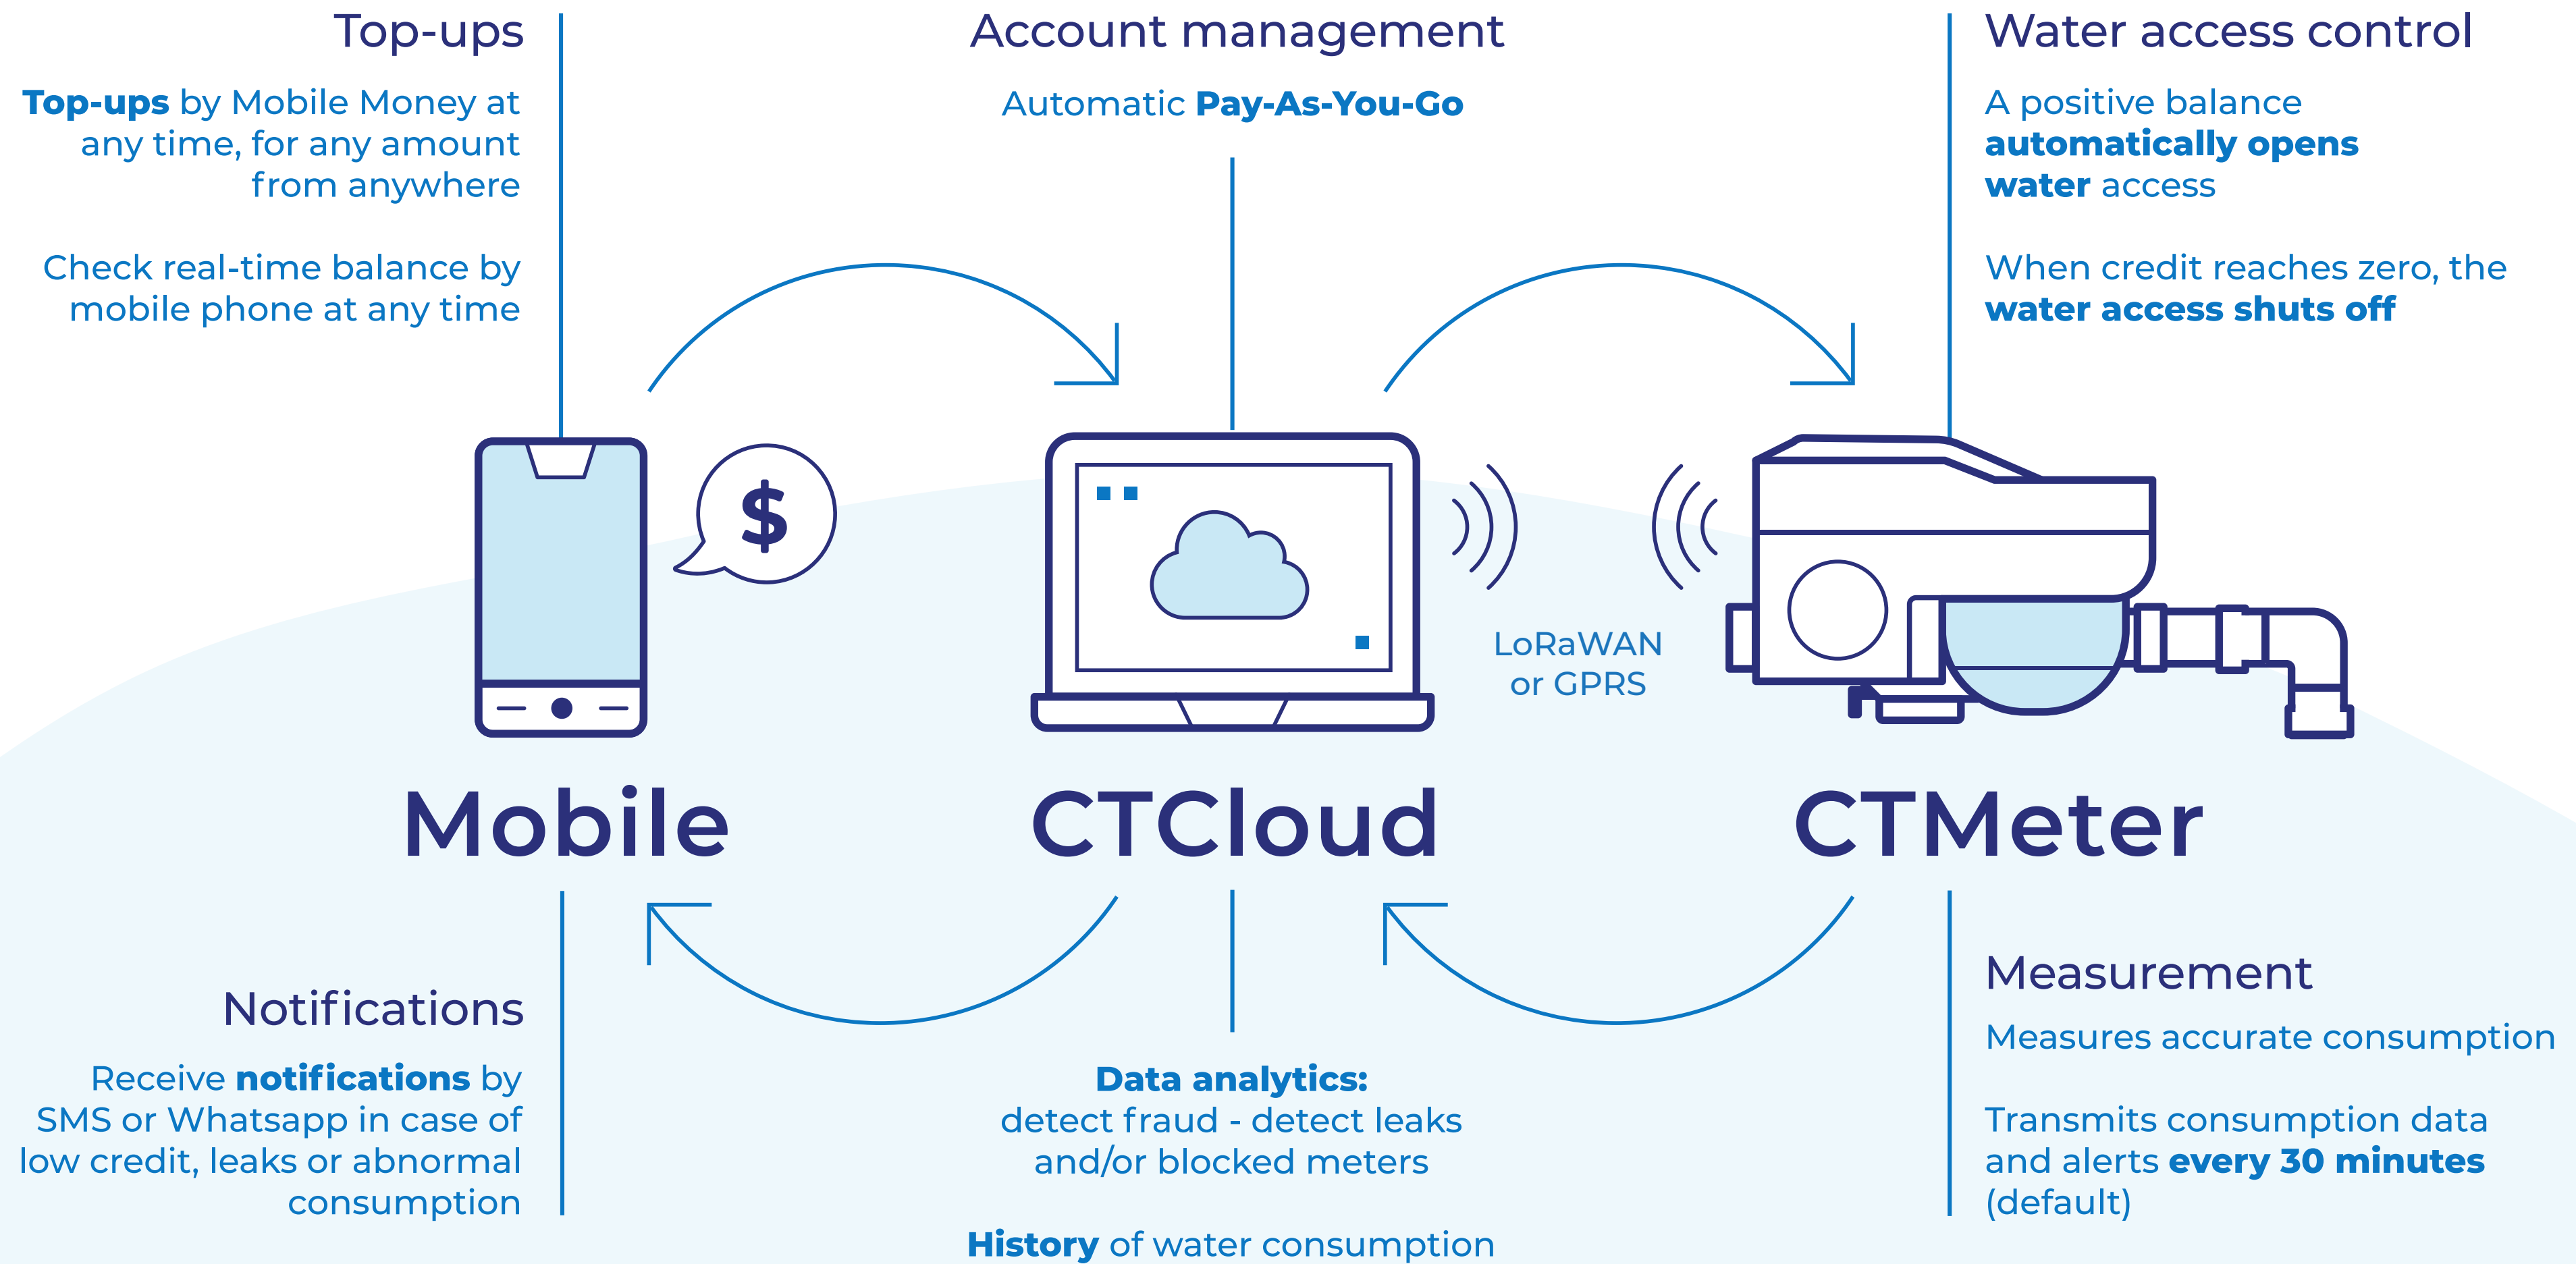 Top-ups
Top-ups by Mobile Money at
any time, for any amount
from anywhere
Check real-time balance by
mobile phone at any time
Account management
Automatic Pay-As-You-Go
Water access control
A positive balance
automatically opens
water access
When credit reaches zero, the
water access shuts off
$
LoRaWAN
or GPRS
Mobile
CTCloud
CTMeter
Notifications
Receive notifications by
SMS or Whatsapp in case of
low credit, leaks or abnormal
consumption
Data analytics:
detect fraud - detect leaks
and/or blocked meters
History of water consumption
Measurement
Measures accurate consumption
Transmits consumption data
and alerts every 30 minutes
(default)